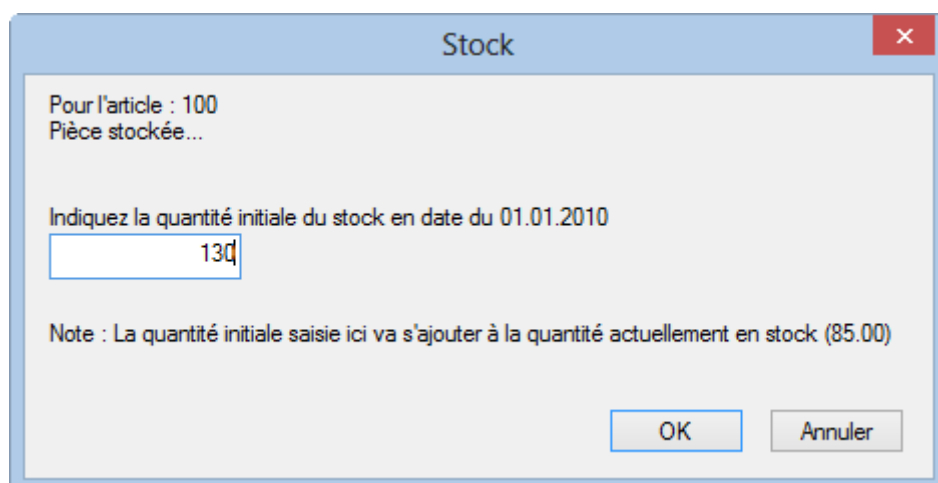 Stock
Pour l'article : 100
Pièce stockée...
Indiquez la quantité initiale du stock en date du 01.01.2010
130
Note : La quantité initiale saisie ici va s'ajouter à la quantité actuellement en stock (85.00)
OK
Annuler